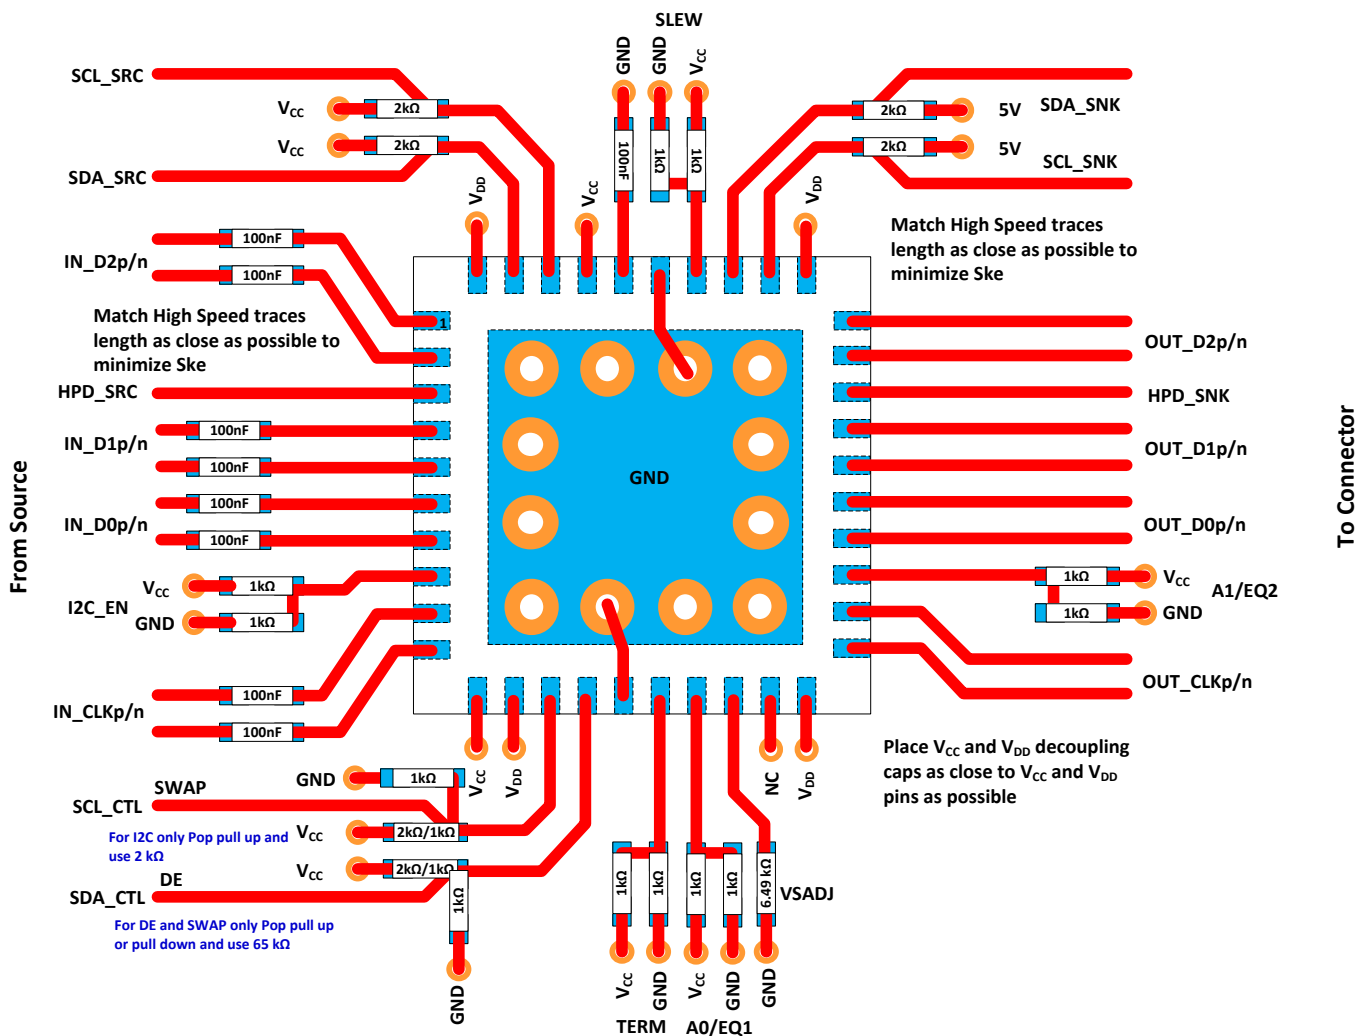 SLEW
GND
GND
VCC
SCL_SRC
VCC
2kΩ
VCC
2kΩ
SDA_SRC
100nF
1kΩ
1kΩ
2kΩ
5V
SDA_SNK
2kΩ
5V
SCL_SNK
VDD
VCC
VDD
IN_D2p/n
100nF
100nF
Match High Speed traces
length as close as possible to
minimize Ske
Match High Speed traces
length as close as possible to
minimize Ske
1
HPD_SRC
IN_D1p/n
100nF
100nF
IN_D0p/n
100nF
100nF
VCC
1kΩ
I2C_EN
GND
1kΩ
IN_CLKp/n
100nF
100nF
From Source
GND
OUT_D2p/n
HPD_SNK
OUT_D1p/n
OUT_D0p/n
1kΩ
VCC
A1/EQ2
1kΩ
GND
OUT_CLKp/n
To Connector
Place VCC and VDD decoupling
caps as close to VCC and VDD
pins as possible
VCC
VDD
NC
VDD
GND
1kΩ
SWAP
SCL_CTL
VCC
2kΩ/1kΩ
For I2C only Pop pull up and
use 2 kΩ
VCC
2kΩ/1kΩ
DE
SDA_CTL
1kΩ
For DE and SWAP only Pop pull up
or pull down and use 65 kΩ
GND
1kΩ
1kΩ
1kΩ
1kΩ
6.49 kΩ
VSADJ
VCC
GND
VCC
GND
GND
TERM
A0/EQ1